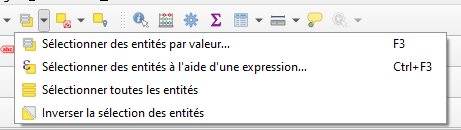 abc
Sélectionner des entités par valeur... F3
Sélectionner des entités à l'aide d'une expression... Ctrl+F3
Sélectionner toutes les entités
Inverser la sélection des entités